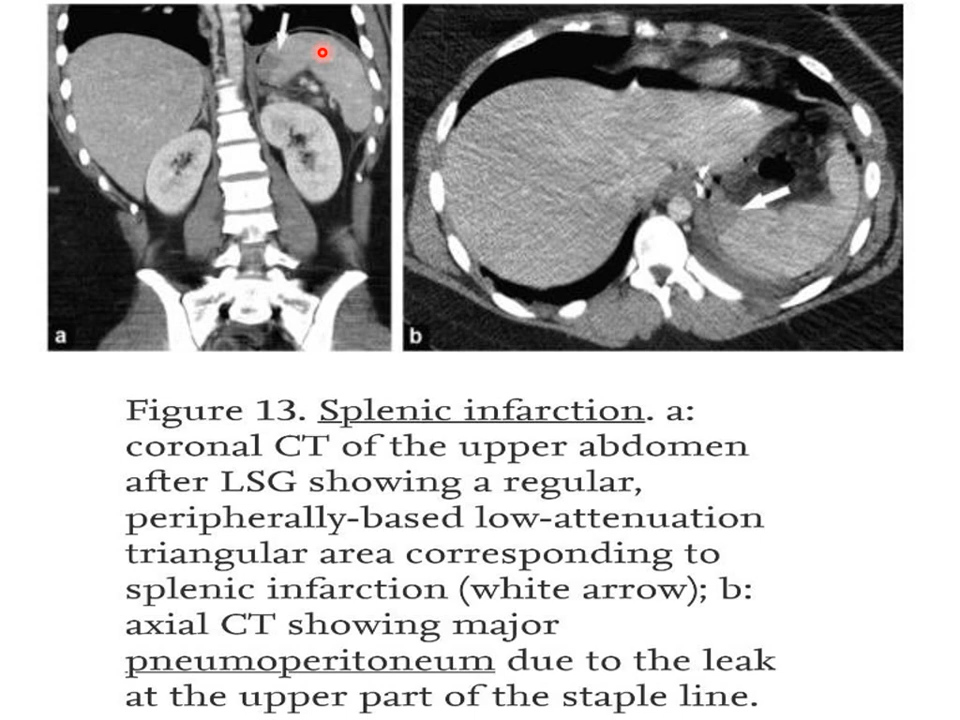 a
b
Figure 13. Splenic infarction. a:
coronal CT of the upper abdomen
after LSG showing a regular,
peripherally-based low-attenuation
triangular area corresponding to
splenic infarction (white arrow); b:
axial CT showing major
pneumoperitoneum due to the leak
at the upper part of the staple line.